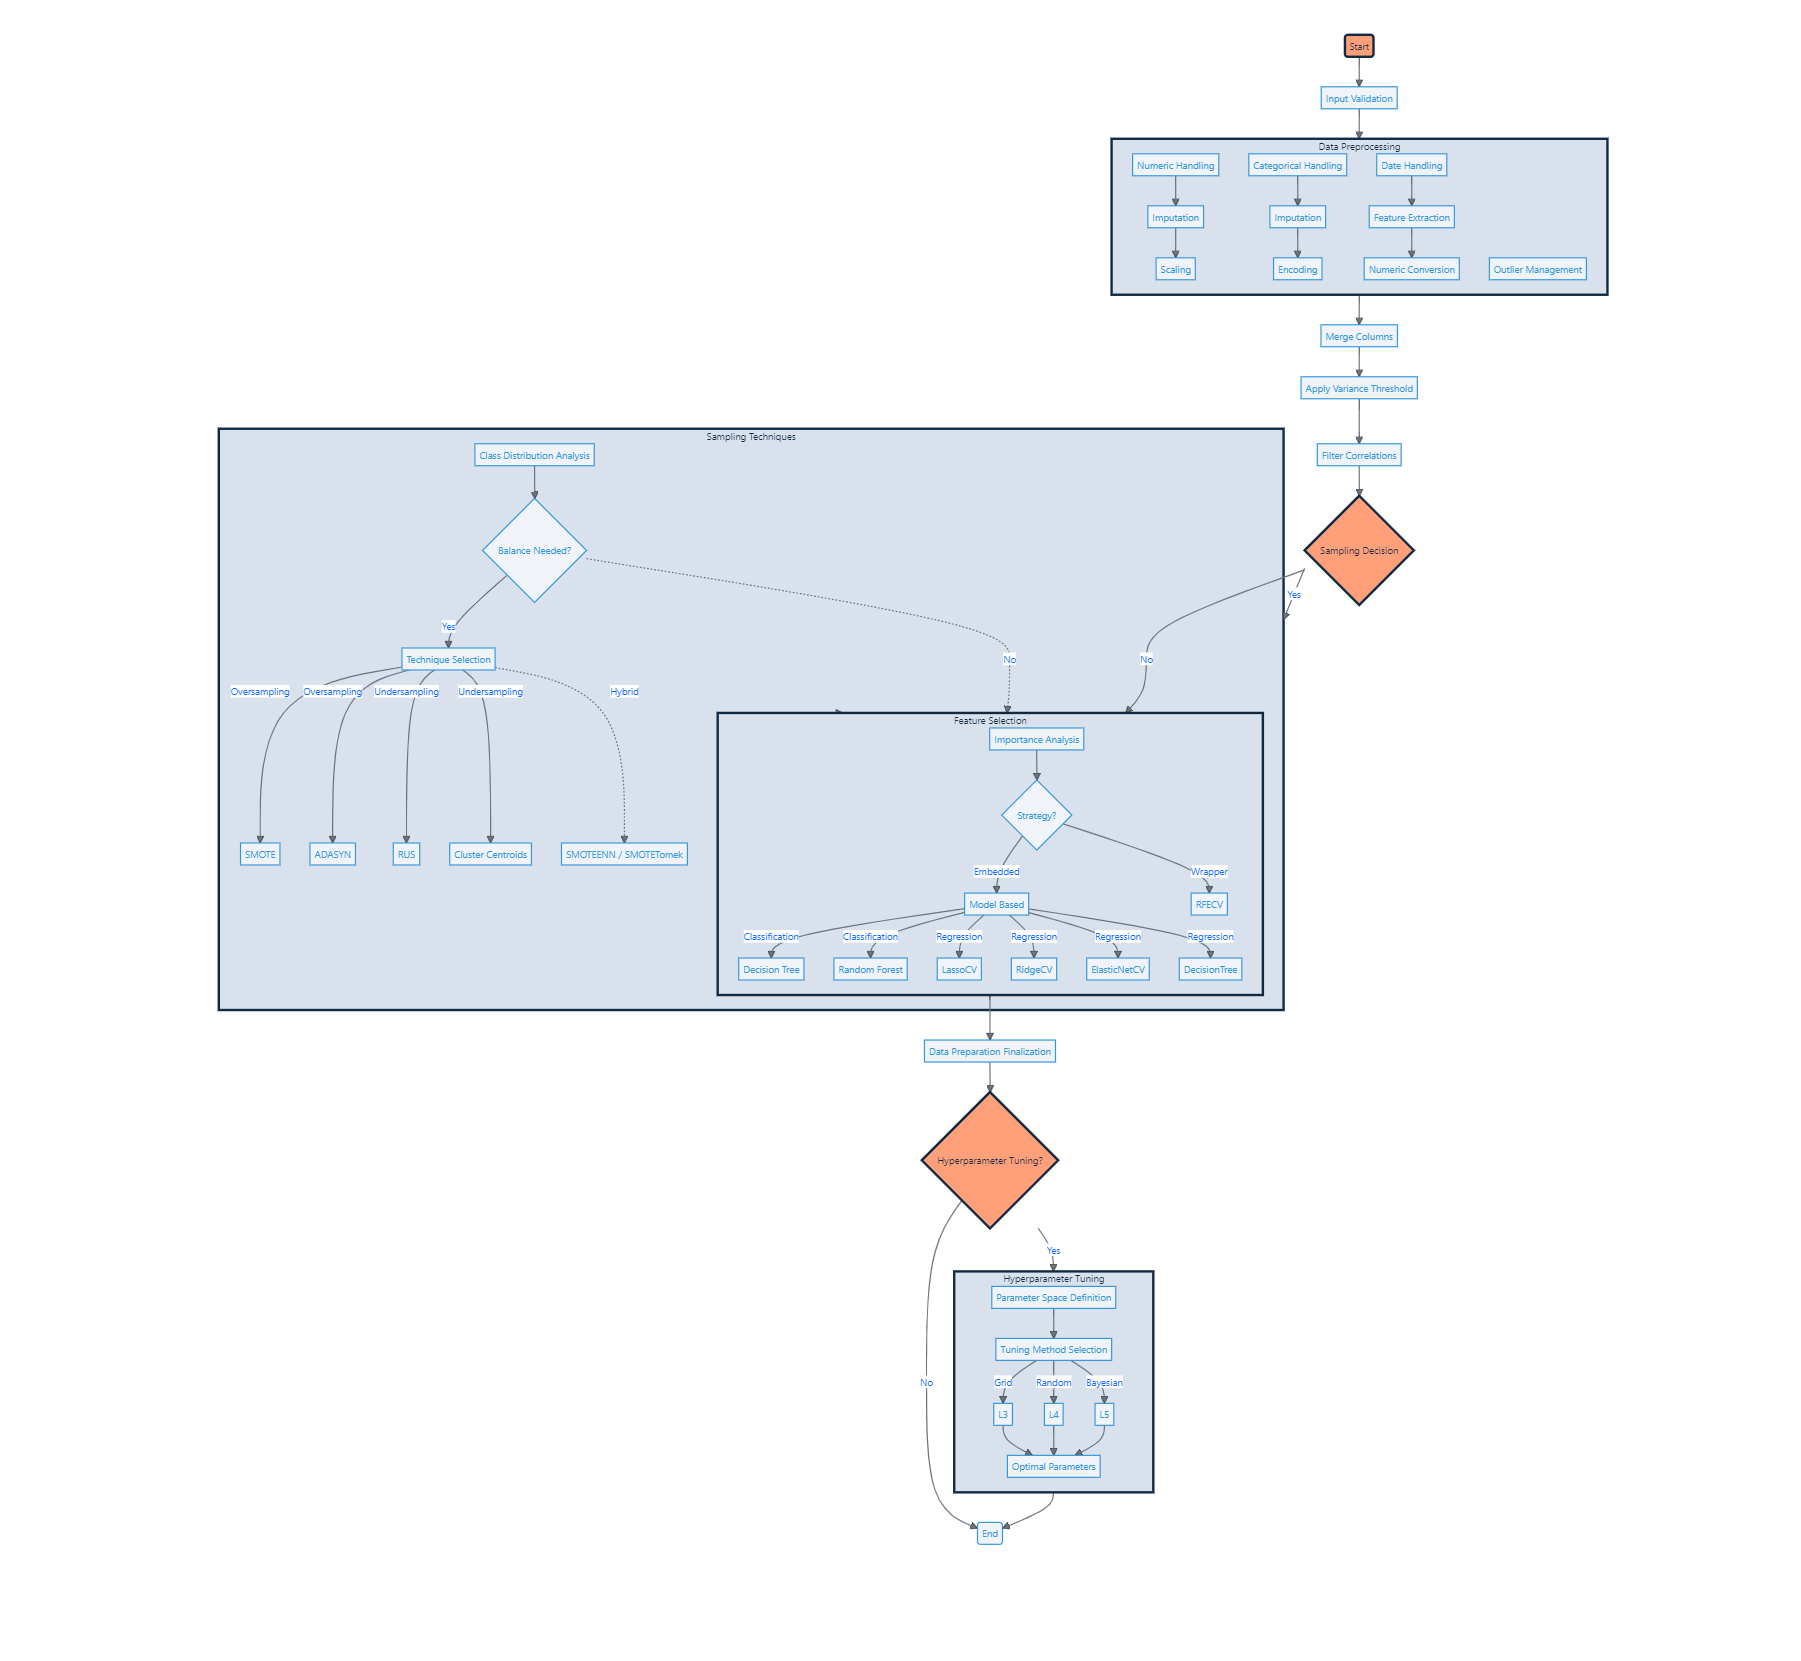 Start
Input Validation
Data Preprocessing
Numeric Handling
Categorical Handling
Date Handling
Imputation
Imputation
Feature Extraction
Scaling
Encoding
Numeric Conversion
Outlier Management
Merge Columns
Apply Variance Threshold
Filter Correlations
Sampling Decision
Yes
No
Sampling Techniques
Class Distribution Analysis
Balance Needed?
Yes
No
Technique Selection
Oversampling
Oversampling
Undersampling
Undersampling
Hybrid
SMOTE
ADASYN
RUS
Cluster Centroids
SMOTEENN / SMOTETomek
Feature Selection
Importance Analysis
Strategy?
Embedded
Wrapper
Model Based
RFECV
Classification
Classification
Regression
Regression
Regression
Regression
Decision Tree
Random Forest
LassoCV
RidgeCV
ElasticNetCV
DecisionTree
Data Preparation Finalization
Hyperparameter Tuning?
Yes
No
Hyperparameter Tuning
Parameter Space Definition
Tuning Method Selection
Grid
Random
Bayesian
L3
L4
L5
Optimal Parameters
End